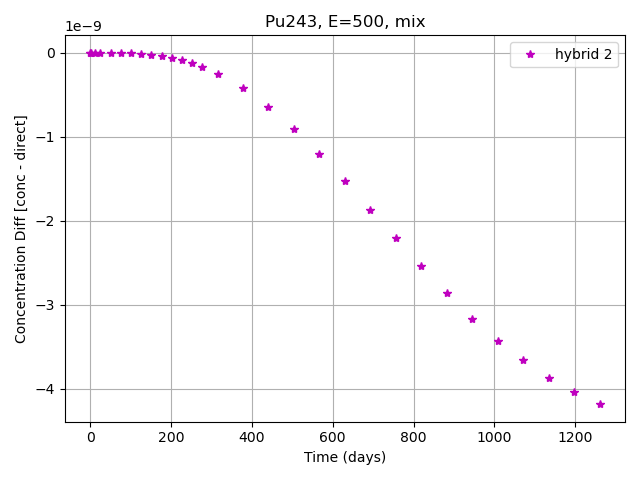 Pu243, E=500, mix
1e−9
hybrid 2
0
−1
−2
−3
−4
Concentration Diff [conc - direct]
0 200 400 600 800 1000 1200
Time (days)